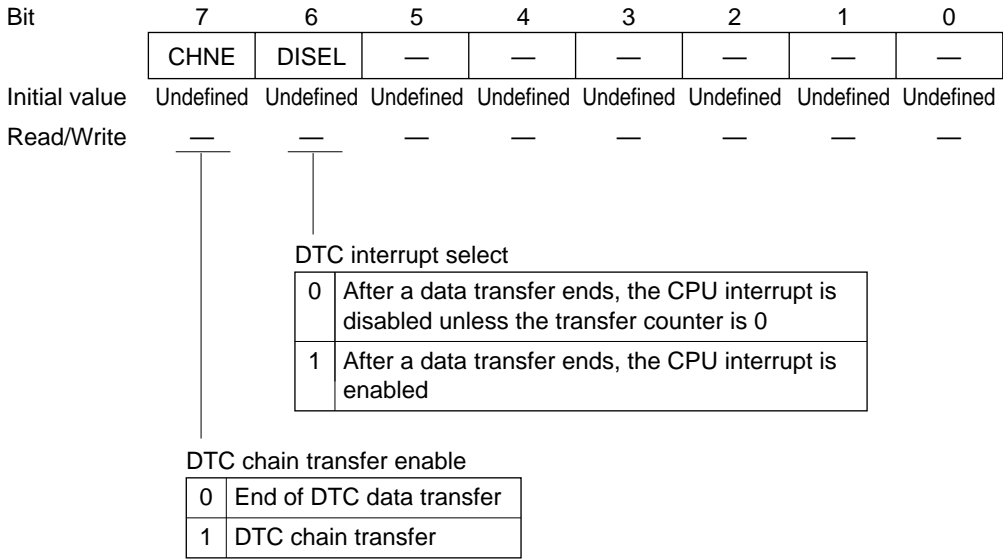 Bit 7 6 5 4 3 2 1 0
CHNE DISEL — — — — — —
Initial value Undefined Undefined Undefined Undefined Undefined Undefined Undefined Undefined
Read/Write — — — — — — — —
DTC interrupt select
0 After a data transfer ends, the CPU interrupt is
disabled unless the transfer counter is 0
1 After a data transfer ends, the CPU interrupt is
enabled
DTC chain transfer enable
0 End of DTC data transfer
1 DTC chain transfer